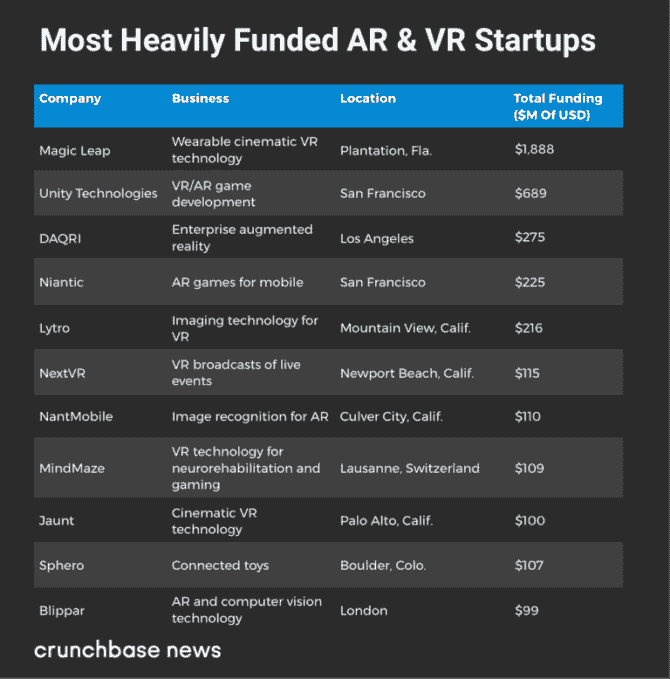 Most Heavily Funded AR & VR Startups
Company Business Location Total Funding
($M Of USD)
Magic Leap Wearable cinematic VR
technology Plantation, Fla. $1,888
Unity Technologies VR/AR game
development San Francisco $689
DAQRI Enterprise augmented
reality Los Angeles $275
Niantic AR games for mobile San Francisco $225
Lytro Imaging technology for
VR Mountain View, Calif. $216
NextVR VR broadcasts of live
events Newport Beach, Calif. $115
NantMobile Image recognition for AR Culver City, Calif. $110
MindMaze VR technology for
neurorehabilitation and
gaming Lausanne, Switzerland $109
Jaunt Cinematic VR
technology Palo Alto, Calif. $100
Sphero Connected toys Boulder, Colo. $107
Blippar AR and computer vision
technology London $99
crunchbase news